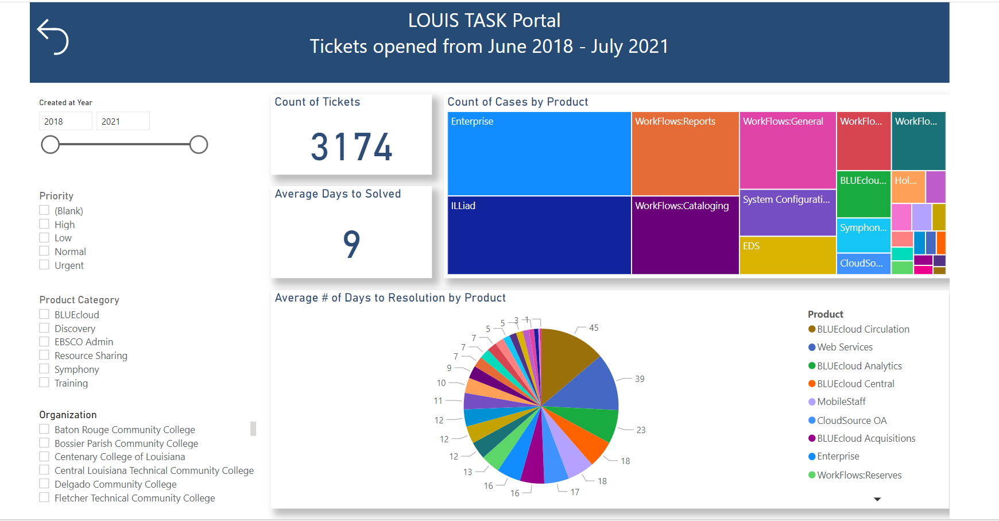 LOUIS TASK Portal
Tickets opened from June 2018 - July 2021
Created at Year
2018
2021
Priority
(Blank)
High
Low
Normal
Urgent
Product Category
BLUEcloud
Discovery
EBSCO Admin
Resource Sharing
Symphony
Training
Organization
Baton Rouge Community College
Bossier Parish Community College
Centenary College of Louisiana
Central Louisiana Technical Community College
Delgado Community College
Fletcher Technical Community College
Count of Tickets
3174
Average Days to Solved
9
Count of Cases by Product
Enterprise
ILLiad
WorkFlows:Reports
WorkFlows:Cataloging
WorkFlows:General
System Configurati...
EDS
WorkFlo...
BLUEclou...
Symphon...
CloudSo...
WorkFlo...
Hol...
Average # of Days to Resolution by Product
45
39
23
18
18
17
16
16
13
12
12
12
11
10
9
7
7
7
5
5
3
1
Product
BLUEcloud Circulation
Web Services
BLUEcloud Analytics
BLUEcloud Central
MobileStaff
CloudSource OA
BLUEcloud Acquisitions
Enterprise
WorkFlows:Reserves